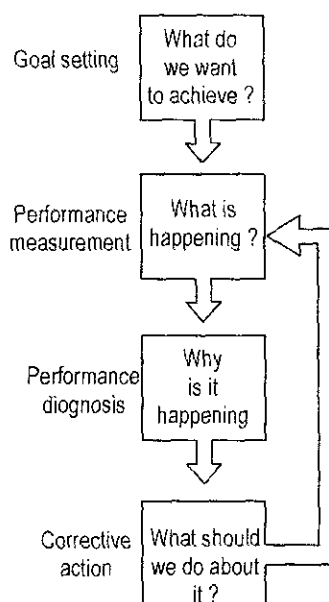 Goal setting
What do
we want
to achieve ?
Performance
measurement
What is
happening ?
Performance
diognosis
Why
is it
happening
Corrective
action
What should
we do about
it ?